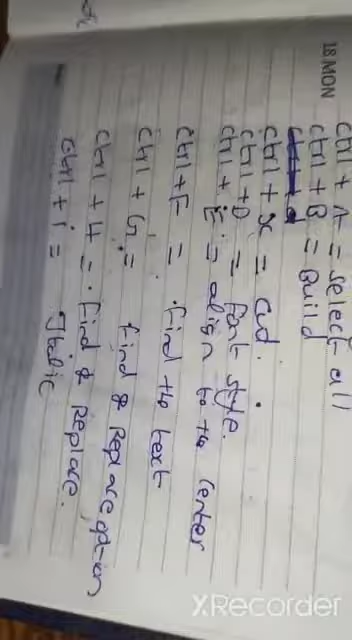 18 MON
Ctrl + A = Select all
Ctrl + B = Build
Ctrl + X = Cut.
Ctrl + D = Font style.
Ctrl + E = align to the center
Ctrl + F = find the text
Ctrl + G = find & Replace option
Ctrl + H = find & Replace.
Ctrl + i = Italic
XRecorder